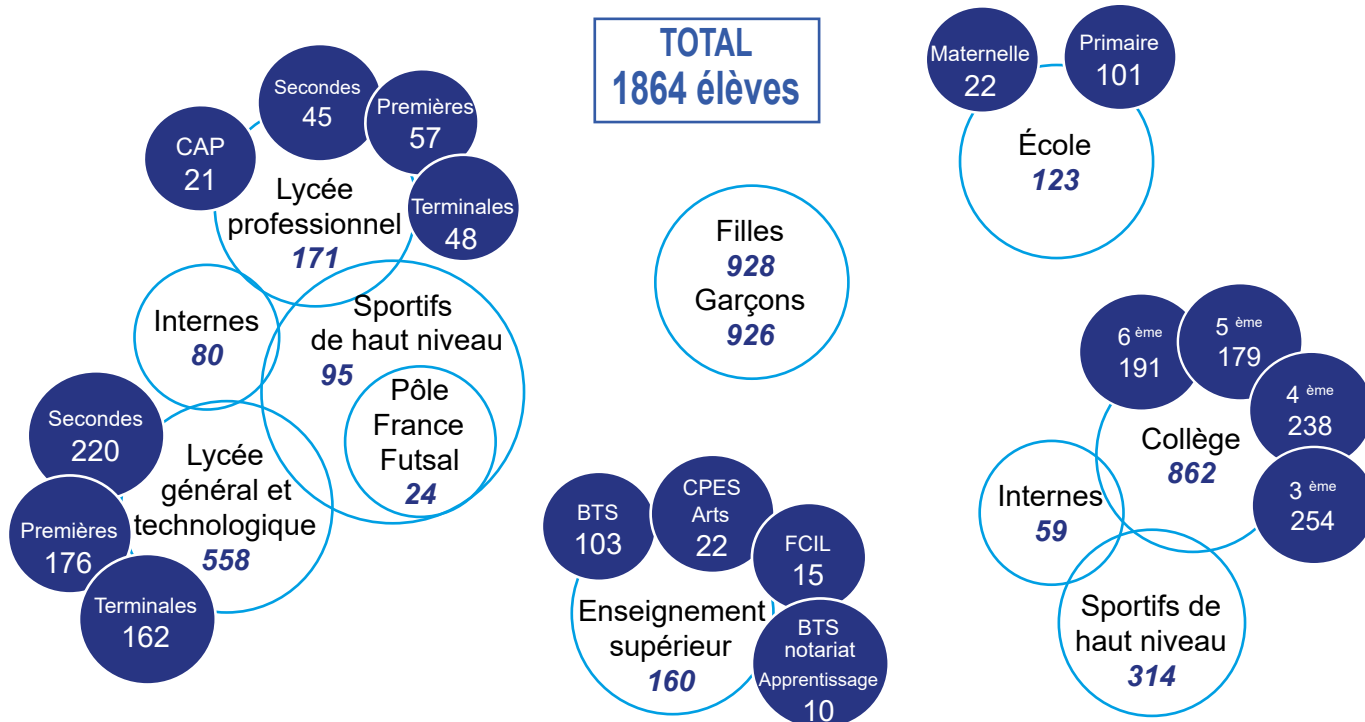 TOTAL
1864 élèves
CAP
21
Secondes
45
Premières
57
Terminales
48
Lycée
professionnel
171
Internes
80
Sportifs
de haut niveau
95
Pôle
France
Futsal
24
Secondes
220
Premières
176
Terminales
162
Lycée
général et
technologique
558
Filles
928
Garçons
926
BTS
103
CPES
Arts
22
FCIL
15
BTS
notariat
Apprentissage
10
Enseignement
supérieur
160
Maternelle
22
Primaire
101
École
123
6 ème
191
5 ème
179
4 ème
238
3 ème
254
Collège
862
Internes
59
Sportifs de
haut niveau
314